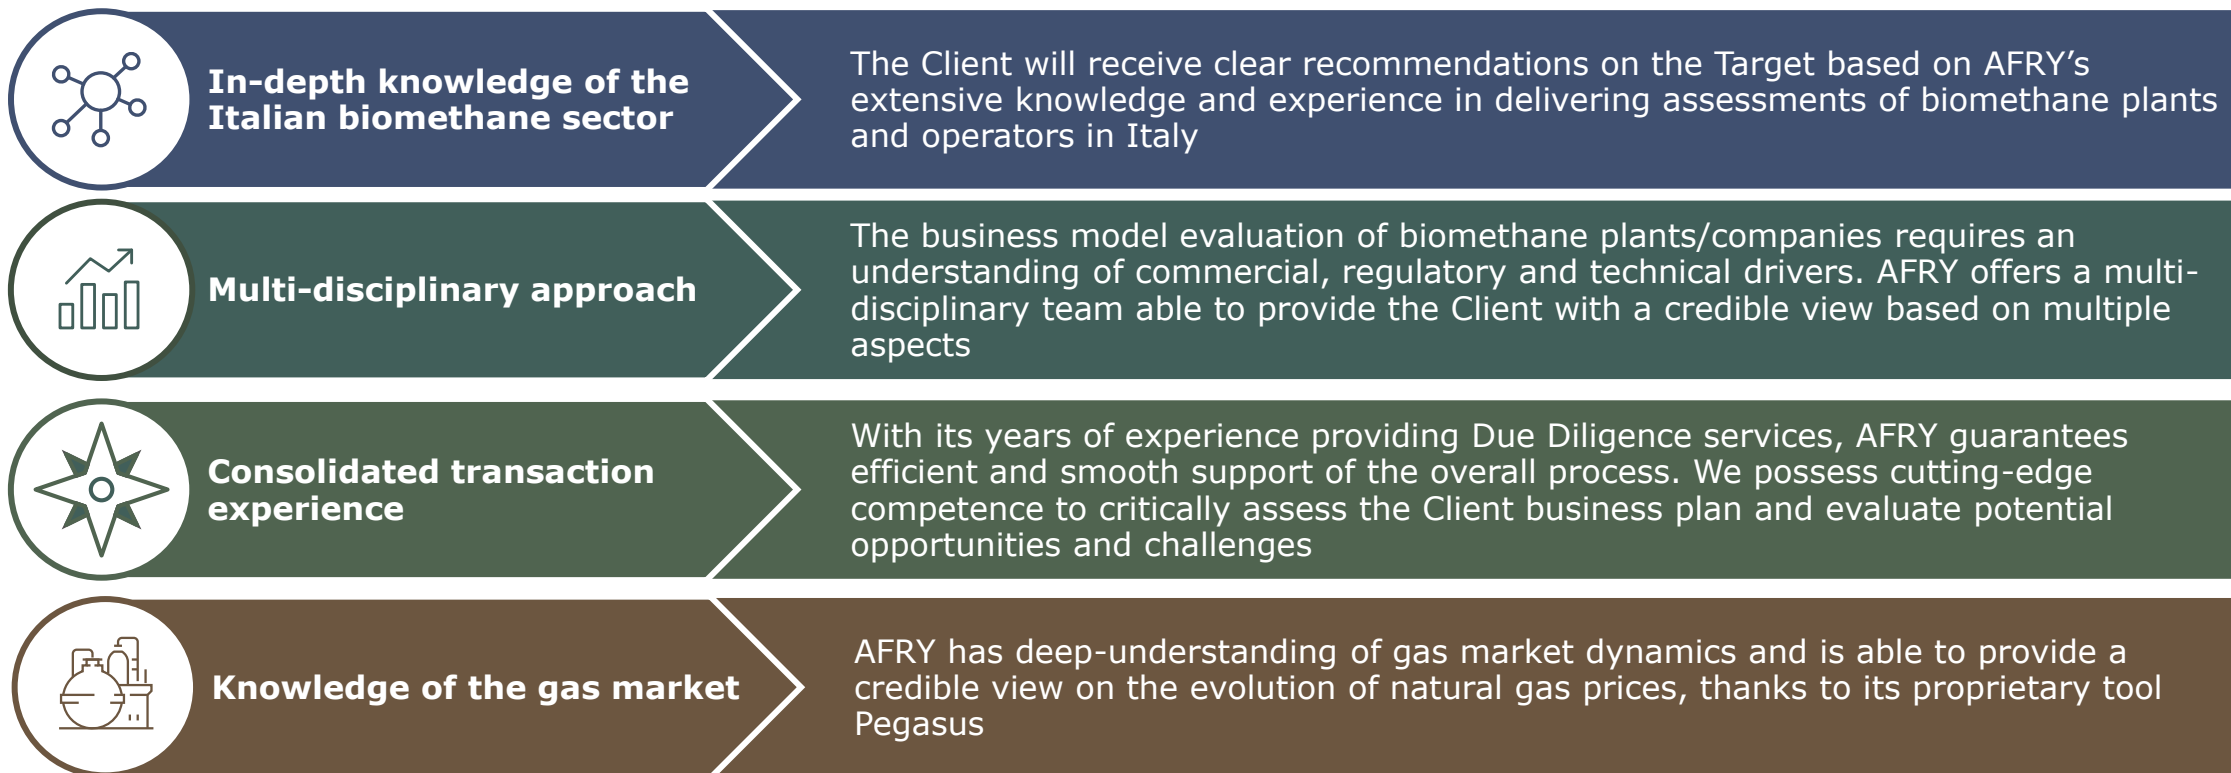 In-depth knowledge of the
Italian biomethane sector
The Client will receive clear recommendations on the Target based on AFRY’s
extensive knowledge and experience in delivering assessments of biomethane plants
and operators in Italy
Multi-disciplinary approach
The business model evaluation of biomethane plants/companies requires an
understanding of commercial, regulatory and technical drivers. AFRY offers a multi-
disciplinary team able to provide the Client with a credible view based on multiple
aspects
Consolidated transaction
experience
With its years of experience providing Due Diligence services, AFRY guarantees
efficient and smooth support of the overall process. We possess cutting-edge
competence to critically assess the Client business plan and evaluate potential
opportunities and challenges
Knowledge of the gas market
AFRY has deep-understanding of gas market dynamics and is able to provide a
credible view on the evolution of natural gas prices, thanks to its proprietary tool
Pegasus